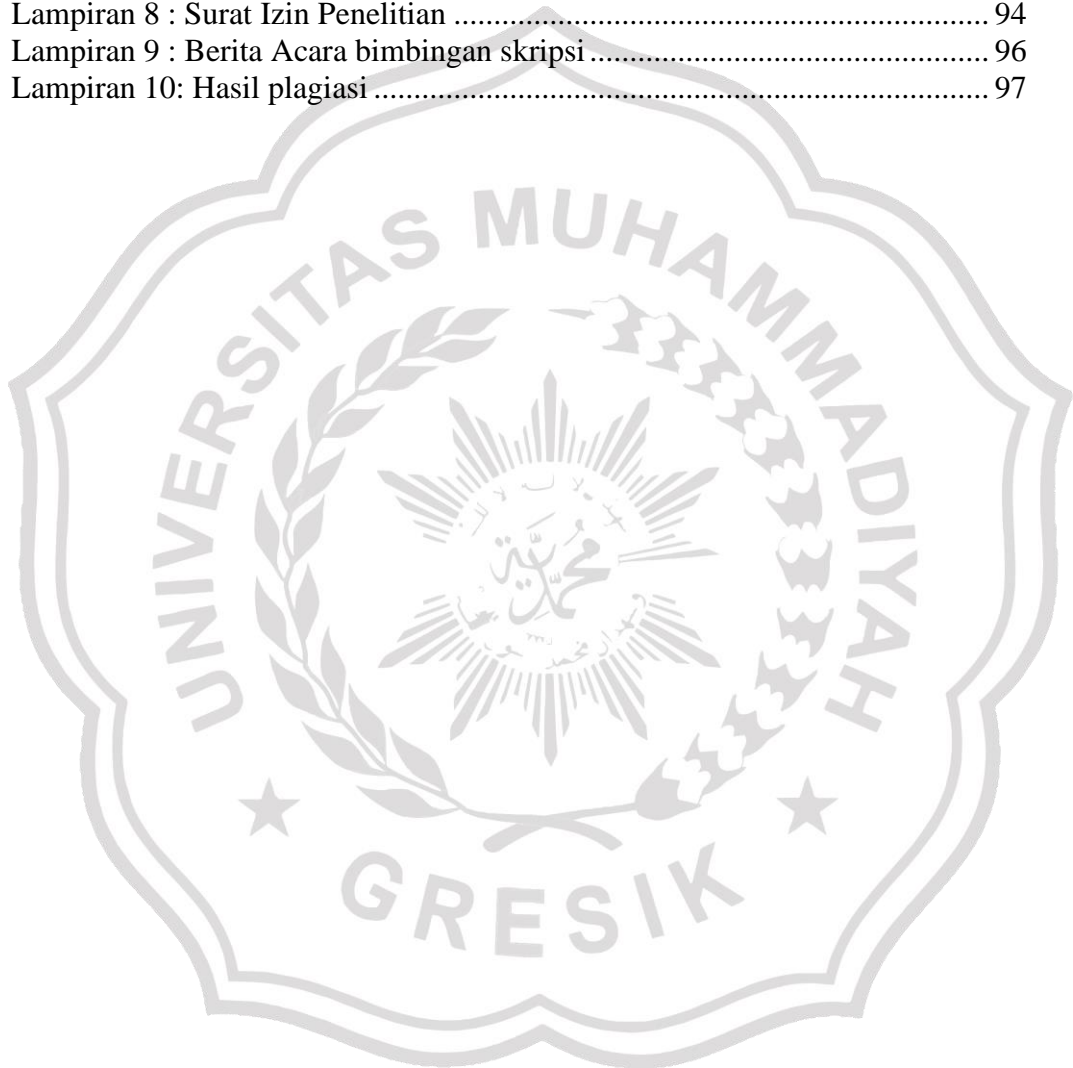 Lampiran 8 : Surat Izin Penelitian ........................................................................ 94
Lampiran 9 : Berita Acara bimbingan skripsi ...................................................... 96
Lampiran 10: Hasil plagiasi .................................................................................. 97
UNIVERSITAS MUHAMMADIYAH
محمدية
GRESIK